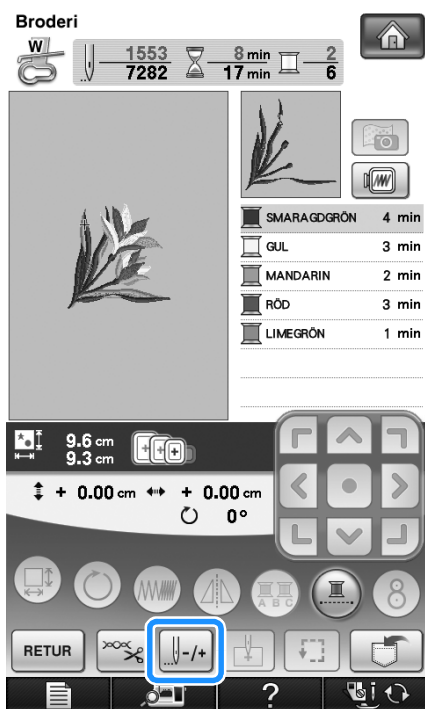 Broderi
W
1553 8 min 2
7282 17 min 6
SMARAGDGRÖN 4 min
GUL 3 min
MANDARIN 2 min
RÖD 3 min
LIMEGRÖN 1 min
9.6 cm
9.3 cm
+ 0.00 cm + 0.00 cm
0°
A B C
8
RETUR -/+
?